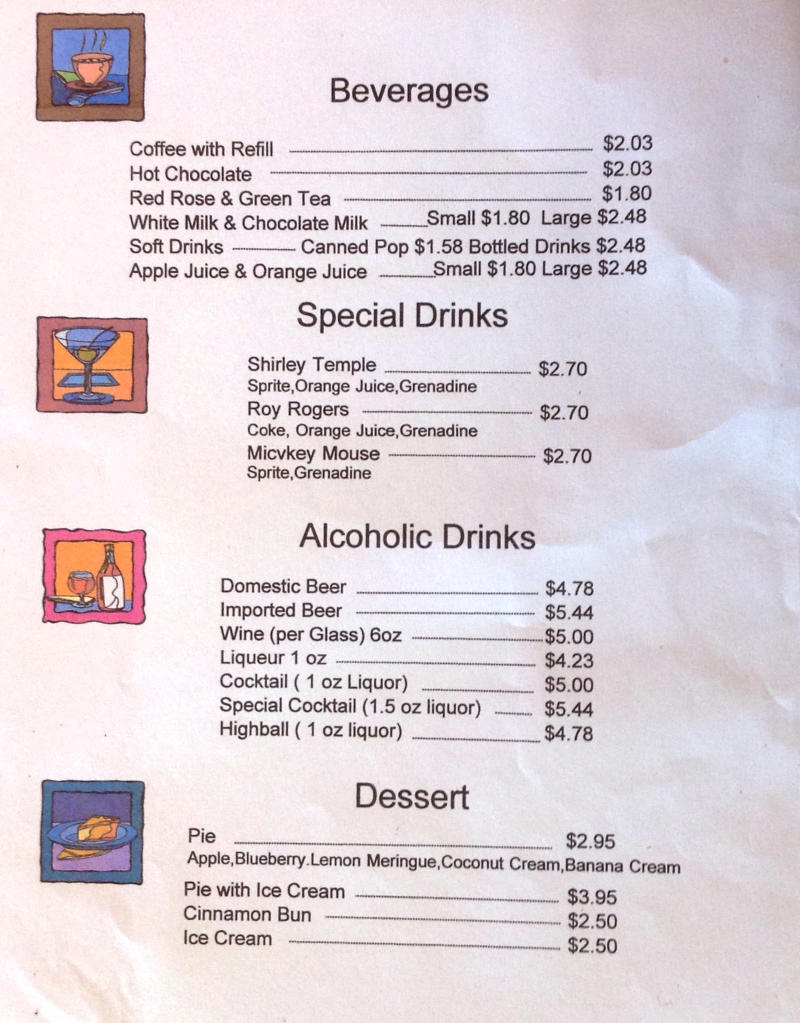 Beverages
Coffee with Refill $2.03
Hot Chocolate $2.03
Red Rose & Green Tea $1.80
White Milk & Chocolate Milk Small $1.80 Large $2.48
Soft Drinks Canned Pop $1.58 Bottled Drinks $2.48
Apple Juice & Orange Juice Small $1.80 Large $2.48
Special Drinks
Shirley Temple $2.70
Sprite,Orange Juice,Grenadine
Roy Rogers $2.70
Coke, Orange Juice,Grenadine
Micvkey Mouse $2.70
Sprite,Grenadine
Alcoholic Drinks
Domestic Beer $4.78
Imported Beer $5.44
Wine (per Glass) 6oz $5.00
Liqueur 1 oz $4.23
Cocktail ( 1 oz Liquor) $5.00
Special Cocktail (1.5 oz liquor) $5.44
Highball ( 1 oz liquor) $4.78
Dessert
Pie $2.95
Apple,Blueberry.Lemon Meringue,Coconut Cream,Banana Cream
Pie with Ice Cream $3.95
Cinnamon Bun $2.50
Ice Cream $2.50